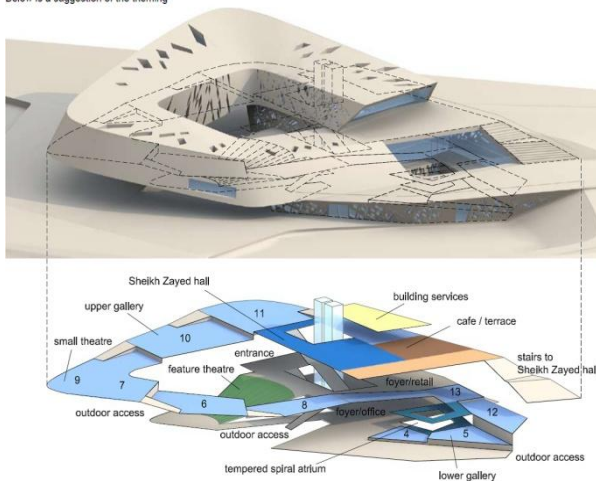 Below is a suggestion of the theming
Sheikh Zayed hall
building services
11
upper gallery
cafe / terrace
10
small theatre
entrance
stairs to
Sheikh Zayed hall
feature theatre
foyer/retail
9
7
13
6
8
foyer/office
12
outdoor access
4
5
outdoor access
outdoor access
tempered spiral atrium
lower gallery